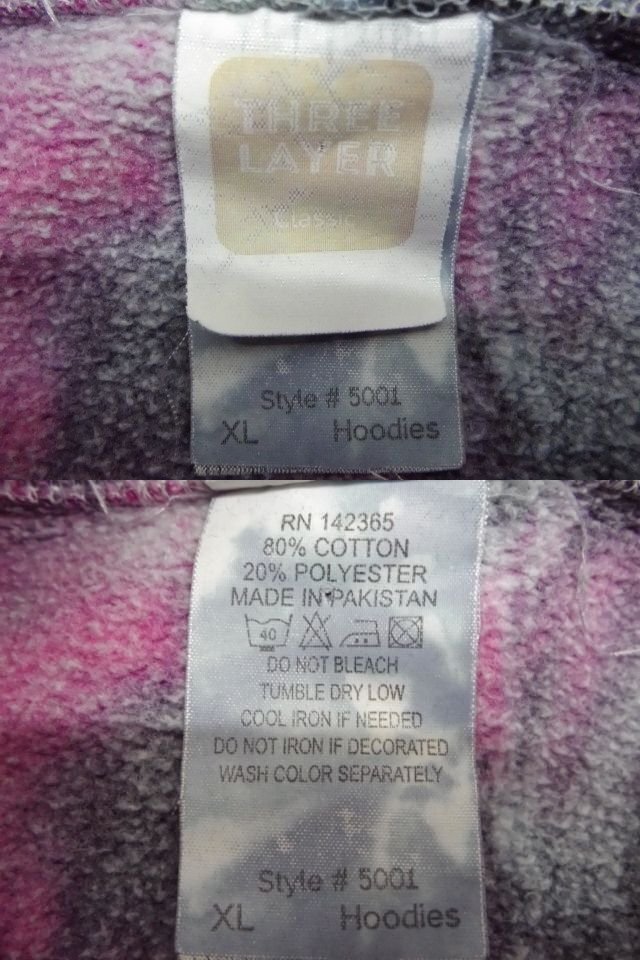 THREE
LAYER
Classic
Style # 5001
XL Hoodies
RN 142365
80% COTTON
20% POLYESTER
MADE IN PAKISTAN
40
DO NOT BLEACH
TUMBLE DRY LOW
COOL IRON IF NEEDED
DO NOT IRON IF DECORATED
WASH COLOR SEPARATELY
Style # 5001
XL Hoodies